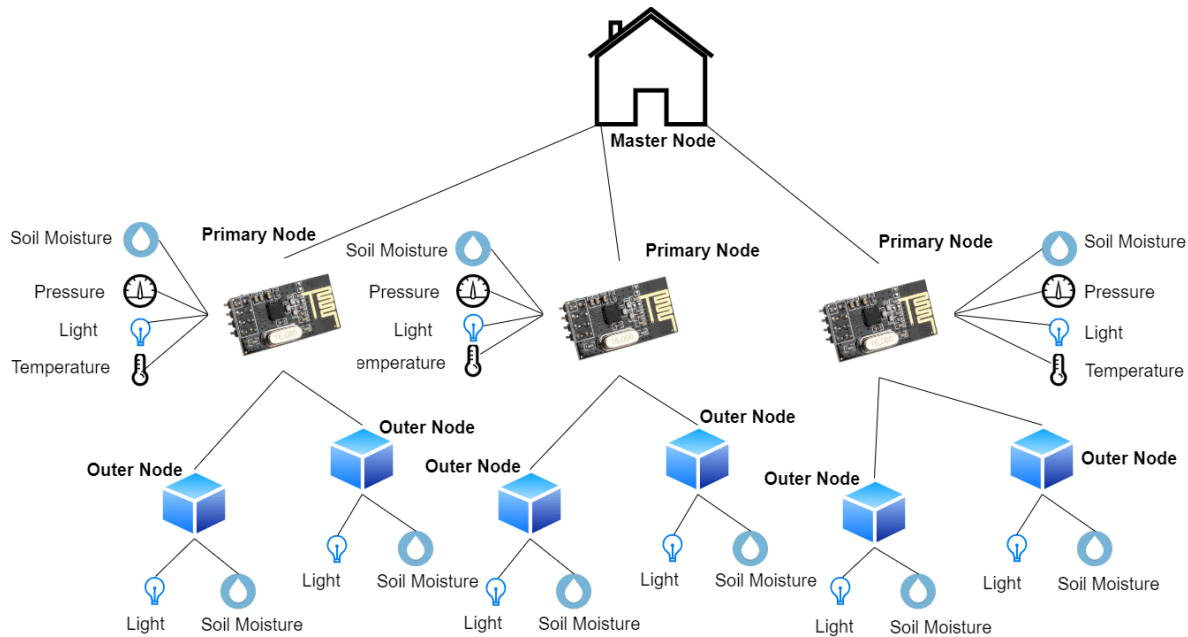 Master Node
Primary Node
Soil Moisture
Pressure
Light
Temperature
Primary Node
Soil Moisture
Pressure
Light
emperature
Primary Node
Soil Moisture
Pressure
Light
Temperature
Outer Node
Light
Soil Moisture
Outer Node
Light
Soil Moisture
Outer Node
Light
Soil Moisture
Outer Node
Light
Soil Moisture
Outer Node
Light
Soil Moisture
Outer Node
Light
Soil Moisture